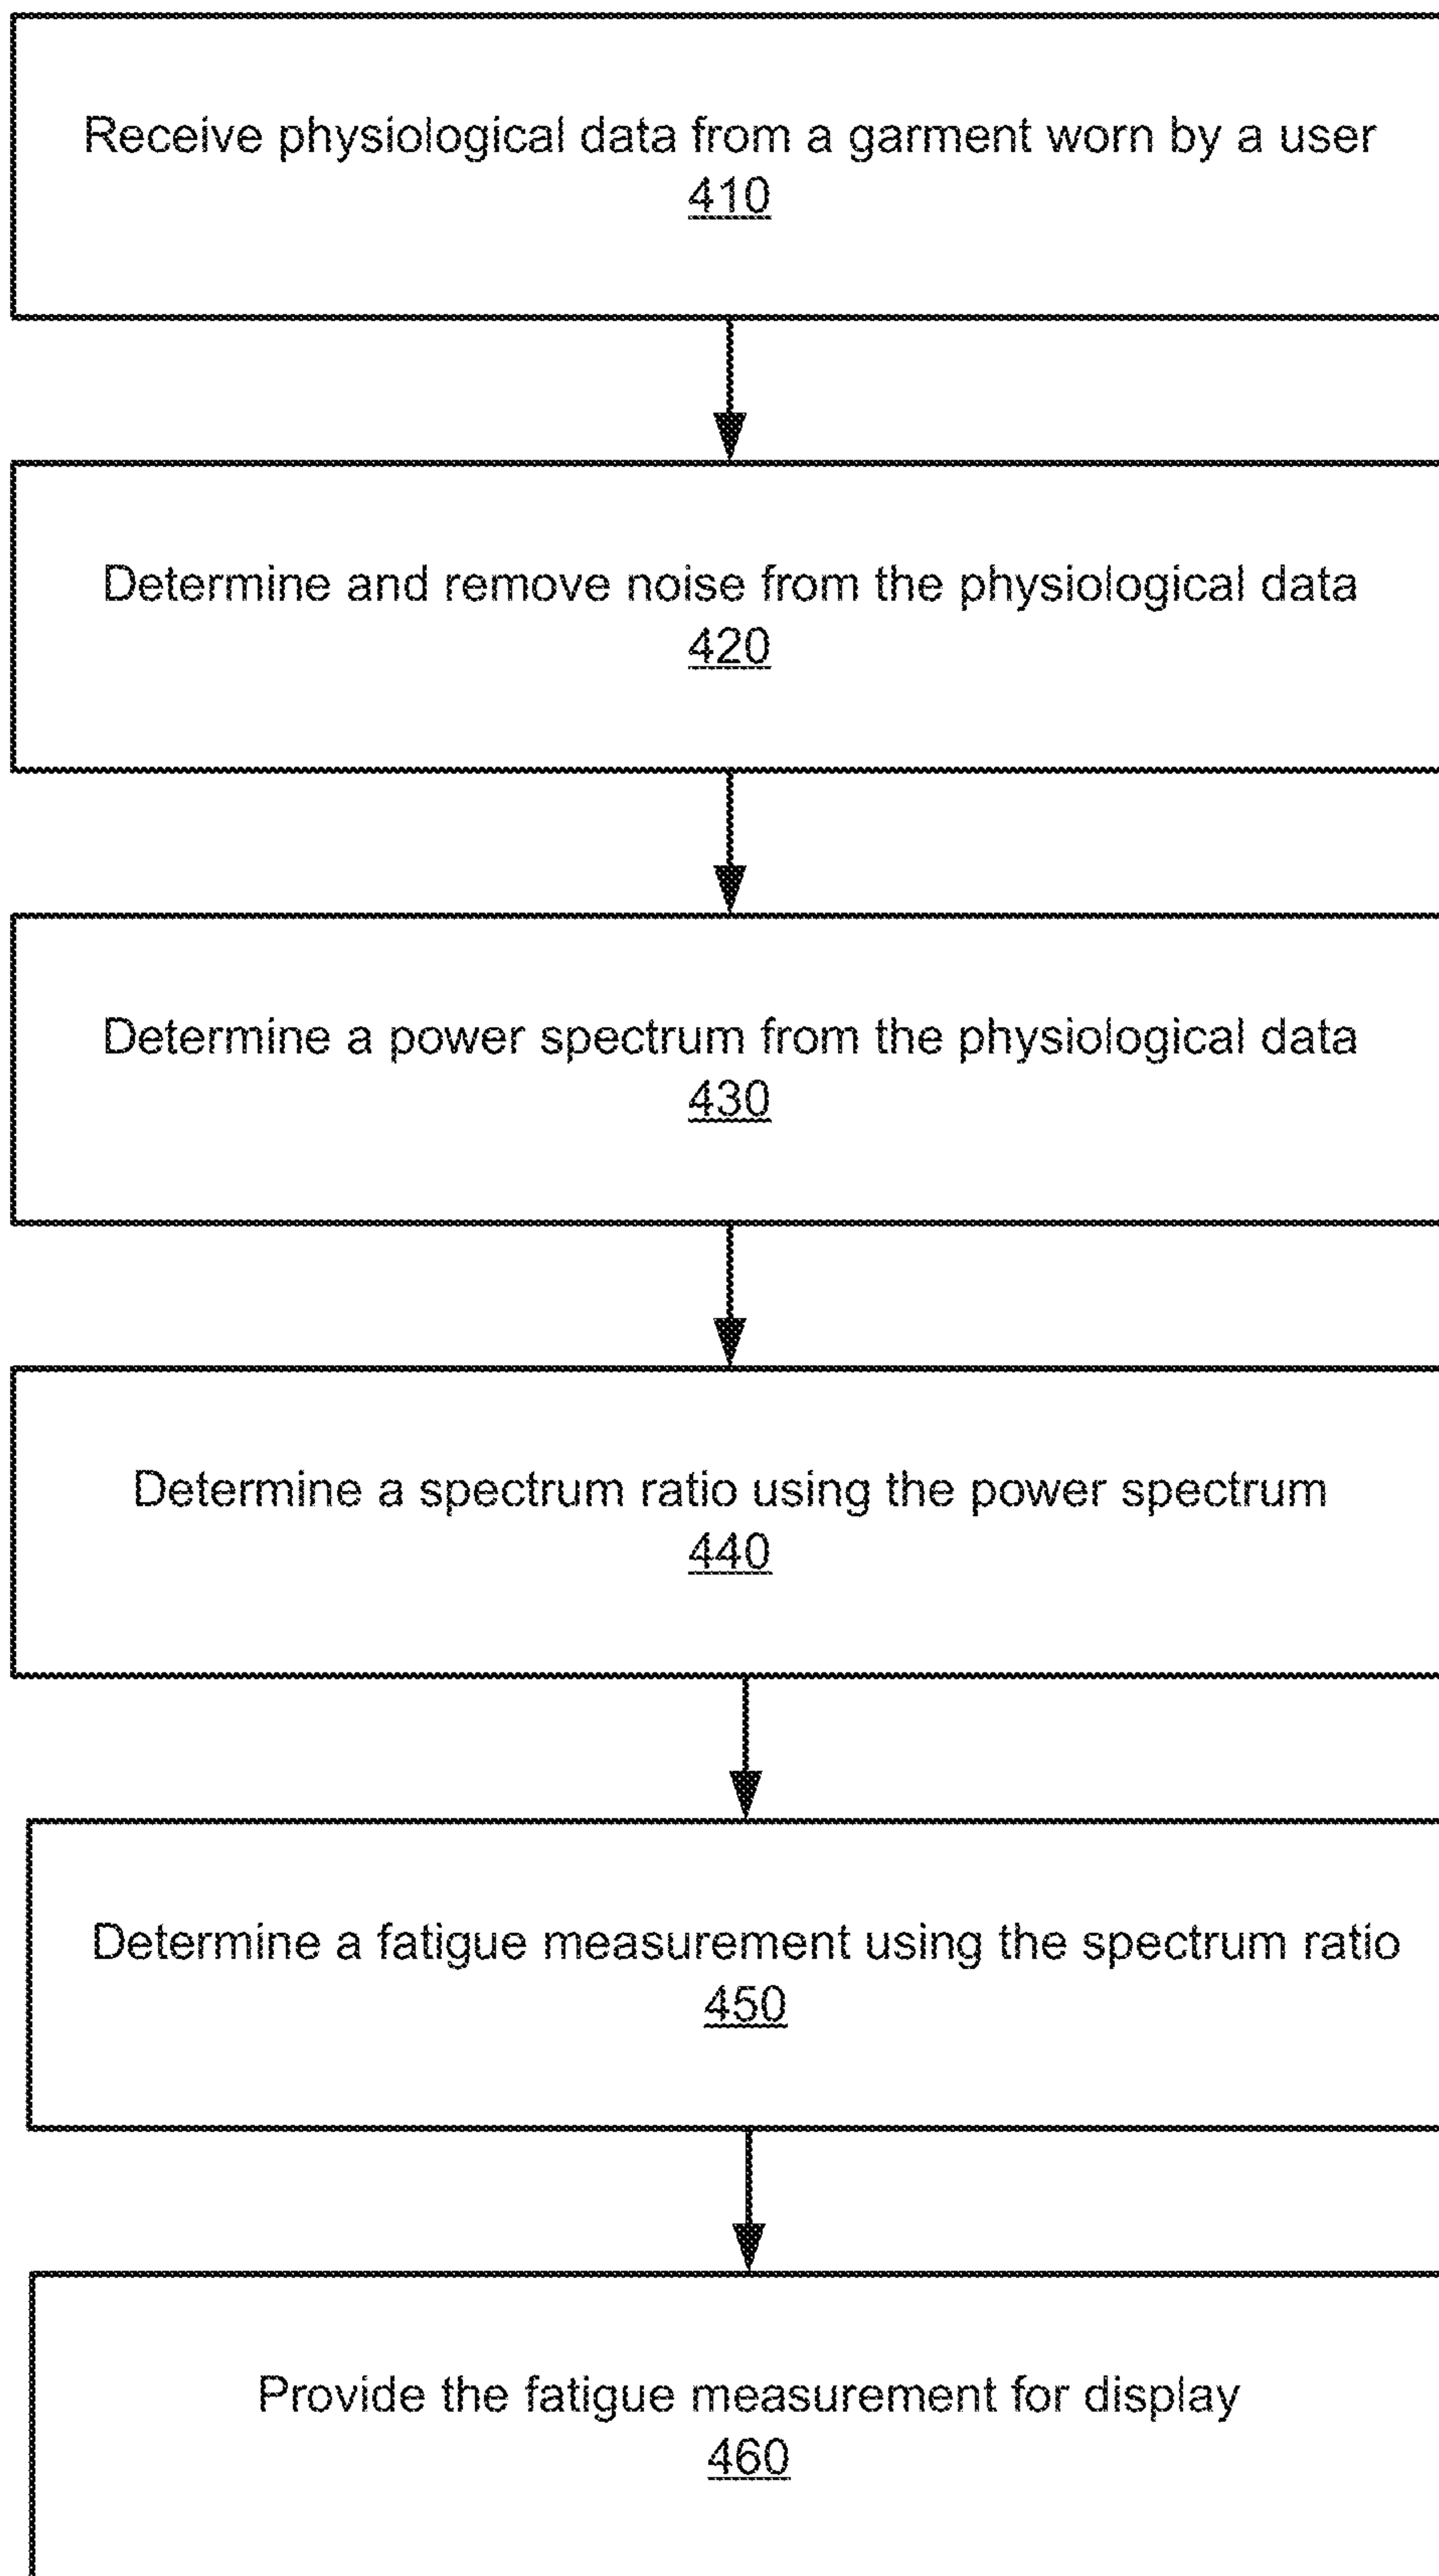 Receive physiological data from a garment worn by a user
410
Determine and remove noise from the physiological data
420
Determine a power spectrum from the physiological data
430
Determine a spectrum ratio using the power spectrum
440
Determine a fatigue measurement using the spectrum ratio
450
Provide the fatigue measurement for display
460